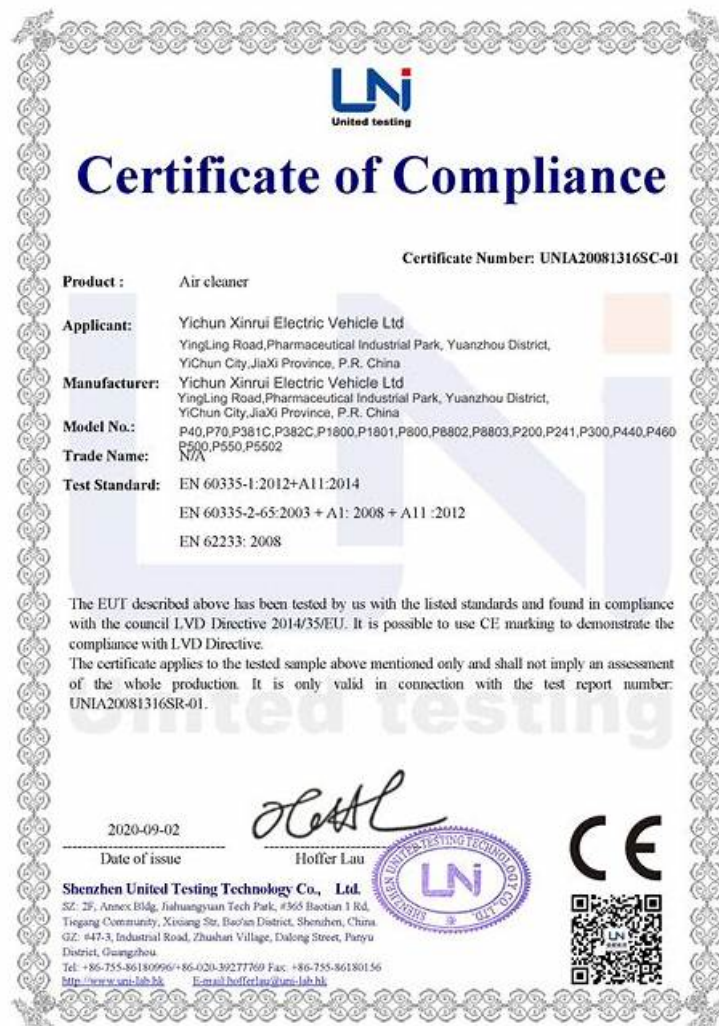 LNi
United testing
Certificate of Compliance
Certificate Number: UNIA20081316SC-01
Product : Air cleaner
Applicant: Yichun Xinrui Electric Vehicle Ltd
YingLing Road,Pharmaceutical Industrial Park, Yuanzhou District,
YiChun City,JiaXi Province, P.R. China
Manufacturer: Yichun Xinrui Electric Vehicle Ltd
YingLing Road,Pharmaceutical Industrial Park, Yuanzhou District,
YiChun City,JiaXi Province, P.R. China
Model No.: P40,P70,P381C,P382C,P1800,P1801,P800,P8802,P8803,P200,P241,P300,P440,P460
P500,P550,P5502
Trade Name: N/A
Test Standard: EN 60335-1:2012+A11:2014
EN 60335-2-65:2003 + A1: 2008 + A11 :2012
EN 62233: 2008
The EUT described above has been tested by us with the listed standards and found in compliance
with the council LVD Directive 2014/35/EU. It is possible to use CE marking to demonstrate the
compliance with LVD Directive.
The certificate applies to the tested sample above mentioned only and shall not imply an assessment
of the whole production. It is only valid in connection with the test report number:
UNIA20081316SR-01.
United testing
2020-09-02
Date of issue
Hoffer Lau
SHENZHEN UNITED TESTING TECHNOLOGY CO., LTD.
LNi
CE
Shenzhen United Testing Technology Co., Ltd.
SZ: 2F, Annex Bldg, Jiahuangyuan Tech Park, #365 Baotian 1 Rd,
Tiegang Community, Xixiang Str, Bao'an District, Shenzhen, China
GZ: #47-3, Industrial Road, Zhushan Village, Dalong Street, Panyu
District, Guangzhou.
Tel: +86-755-86180996/+86-020-39277769 Fax: +86-755-86180156
http://www.uni-lab.hk E-mail:hofferlau@uni-lab.hk